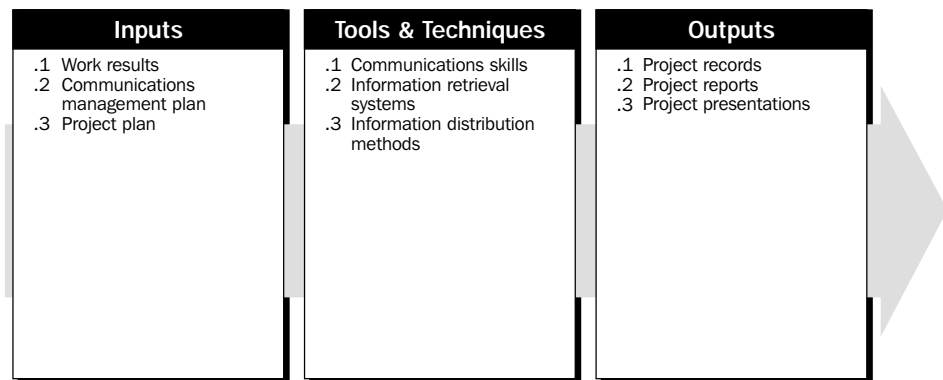 Inputs
.1 Work results
.2 Communications
management plan
.3 Project plan
Tools & Techniques
.1 Communications skills
.2 Information retrieval
systems
.3 Information distribution
methods
Outputs
.1 Project records
.2 Project reports
.3 Project presentations